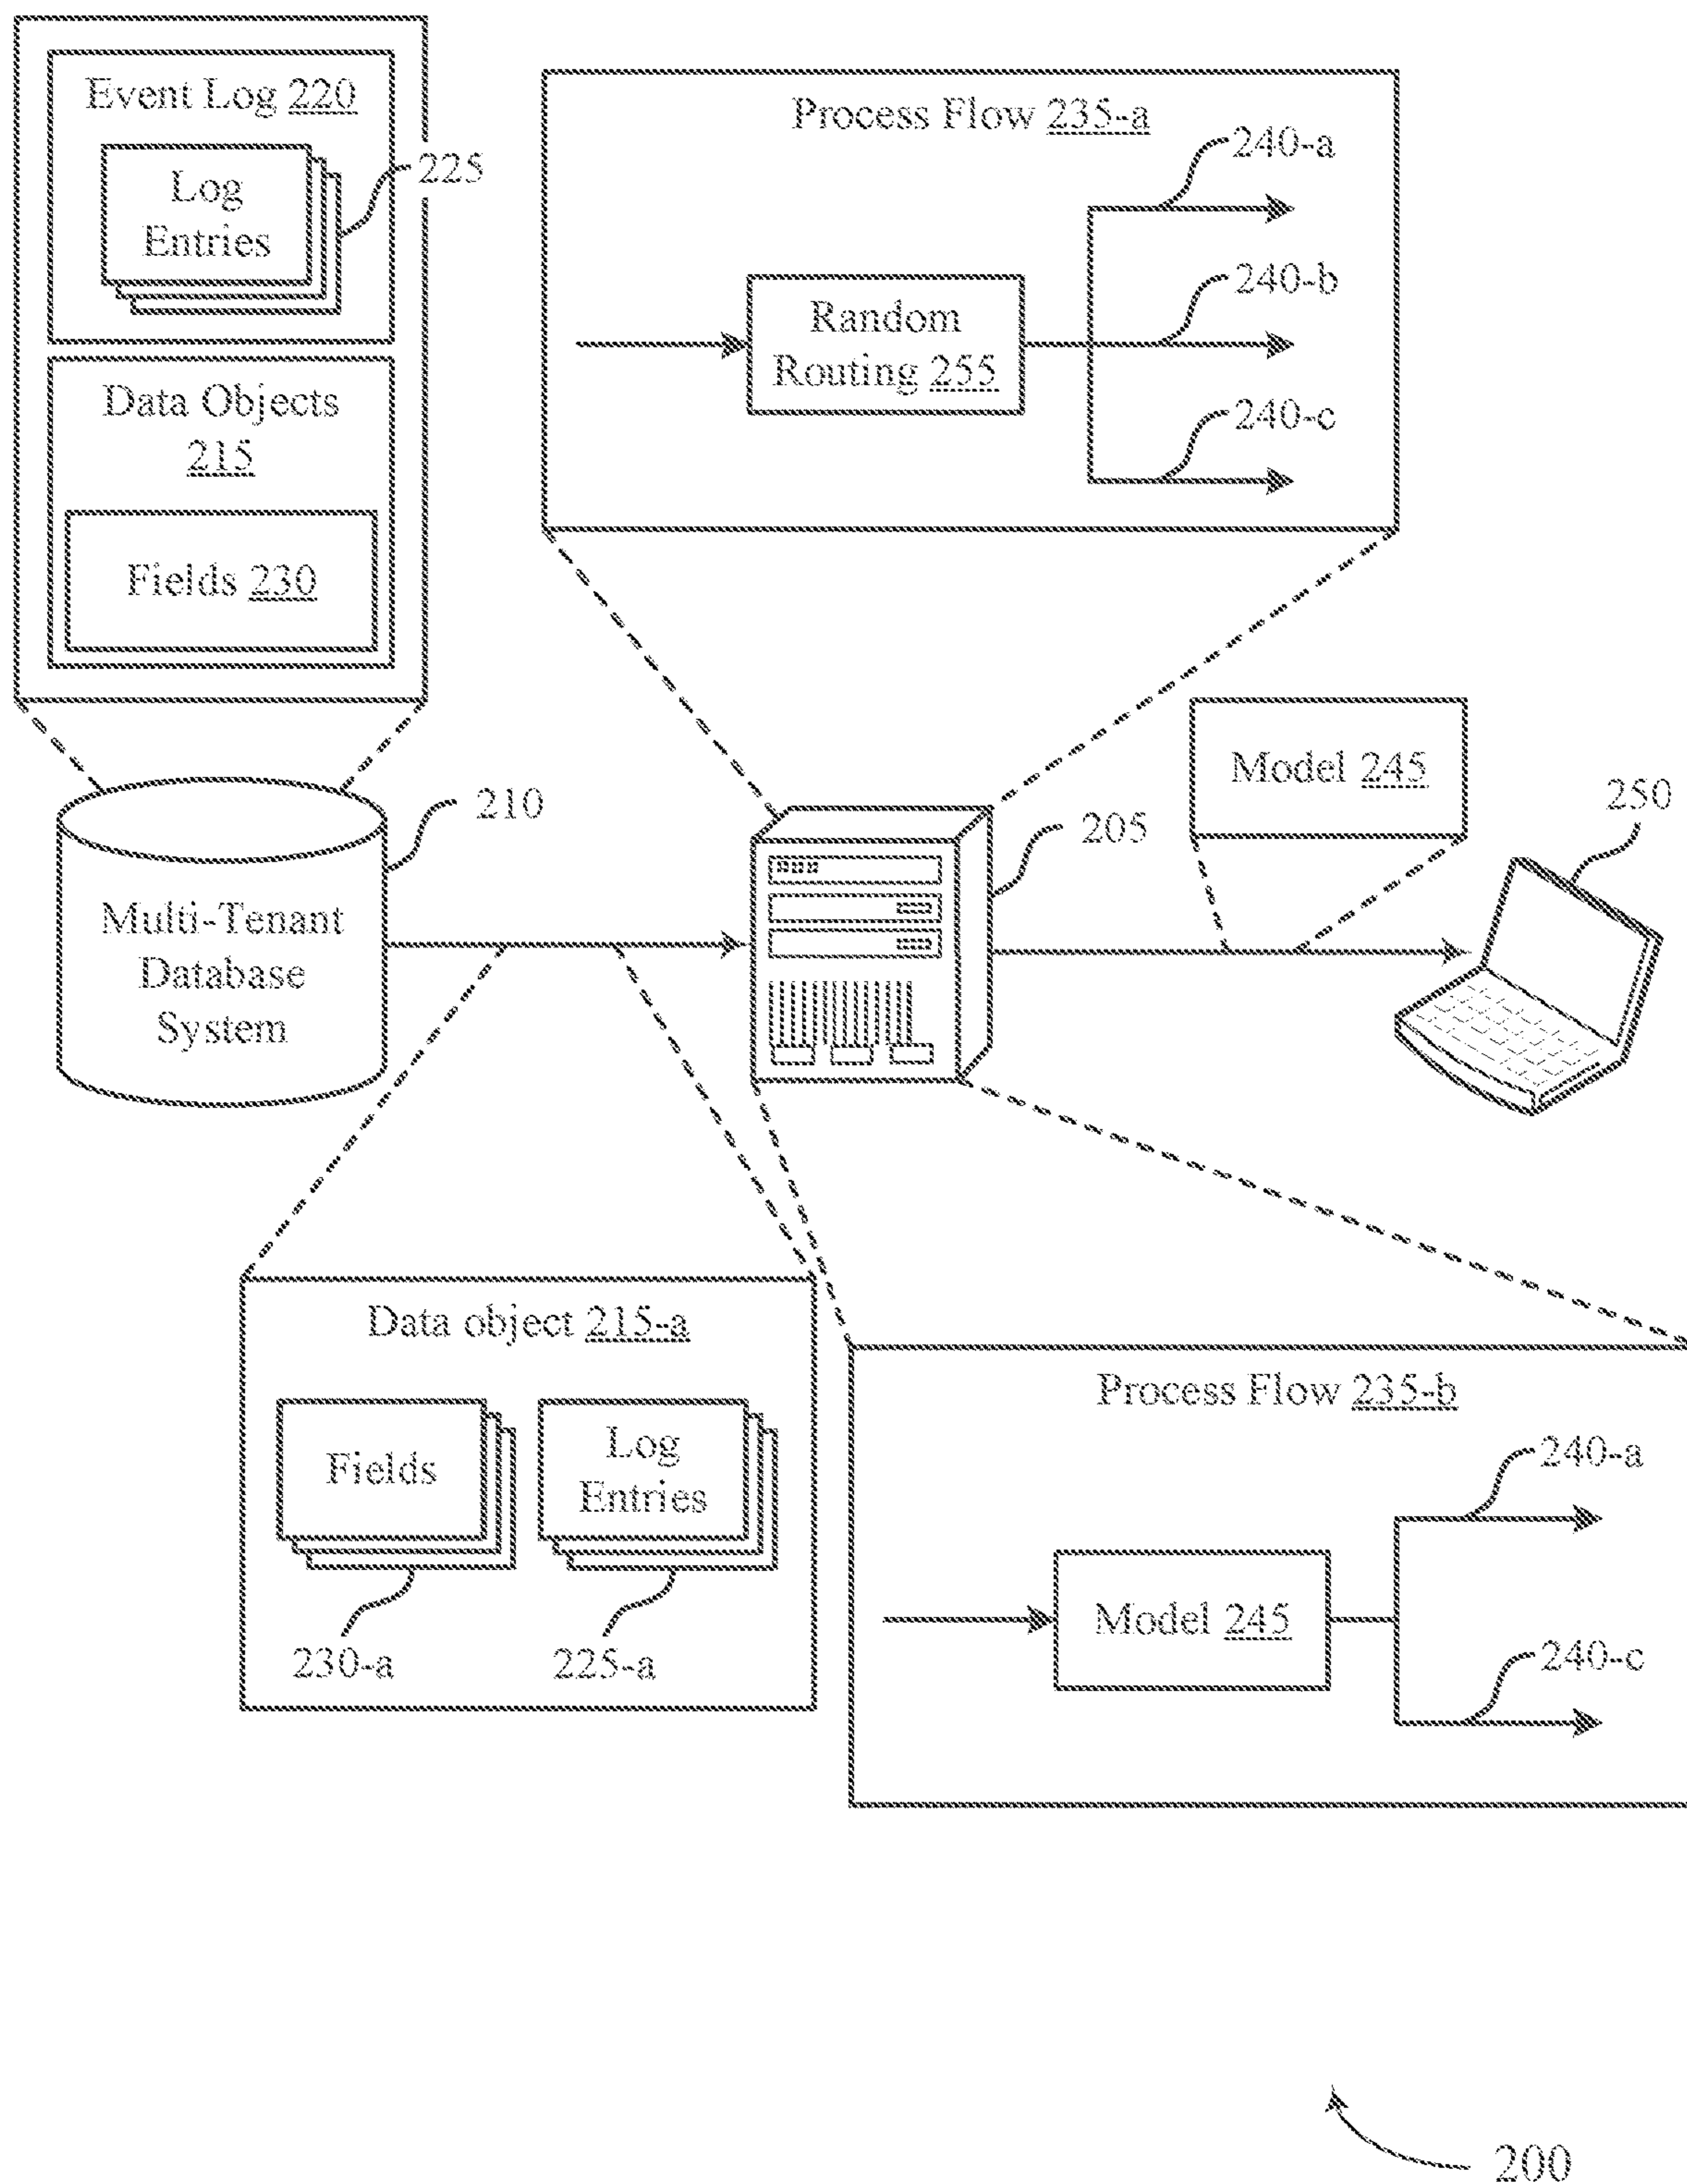 Event Log 220
Log
Entries
225
Data Objects
215
Fields 230
Process Flow 235-a
240-a
Random
Routing 255
240-b
240-c
Model 245
250
210
205
Multi-Tenant
Database
System
Data object 215-a
Fields
Log
Entries
230-a
225-a
Process Flow 235-b
240-a
Model 245
240-c
200